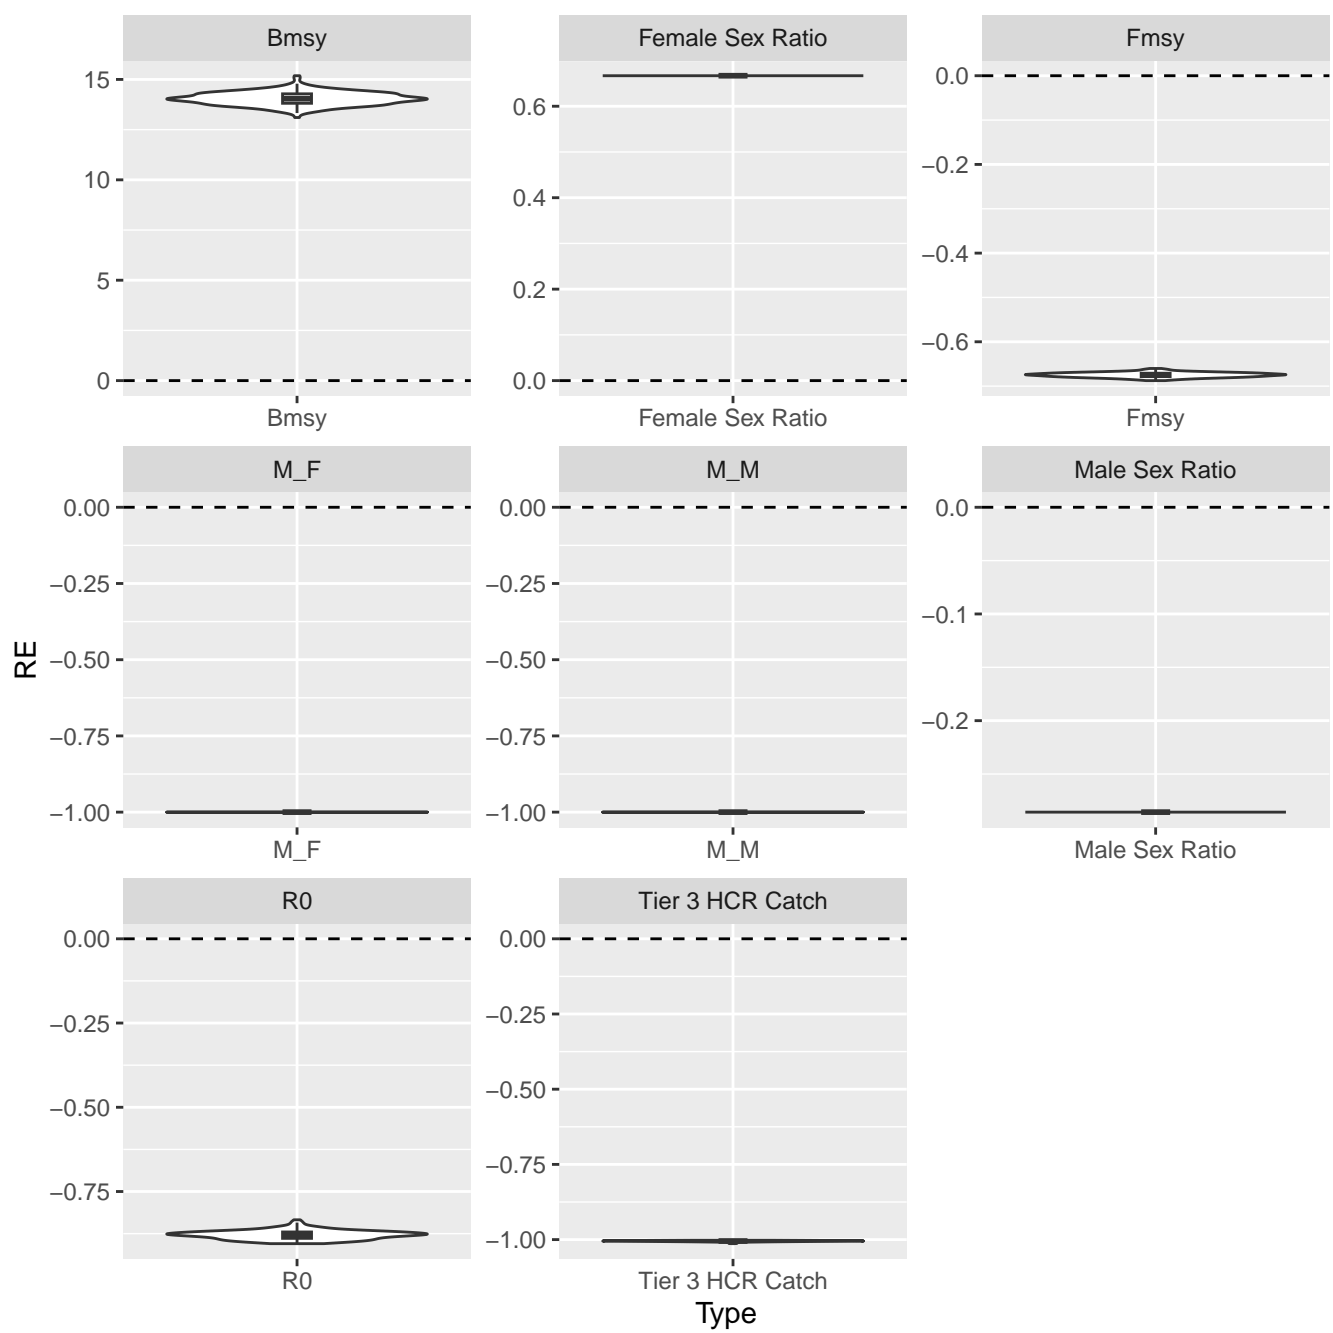 Bmsy
Female Sex Ratio
Fmsy
15
10
5
0
0.6
0.4
0.2
0.0
0.0
−0.2
−0.4
−0.6
Bmsy
Female Sex Ratio
Fmsy
M_F
M_M
Male Sex Ratio
RE
0.00
−0.25
−0.50
−0.75
−1.00
0.00
−0.25
−0.50
−0.75
−1.00
0.0
−0.1
−0.2
M_F
M_M
Male Sex Ratio
R0
Tier 3 HCR Catch
0.00
−0.25
−0.50
−0.75
0.00
−0.25
−0.50
−0.75
−1.00
R0
Tier 3 HCR Catch
Type